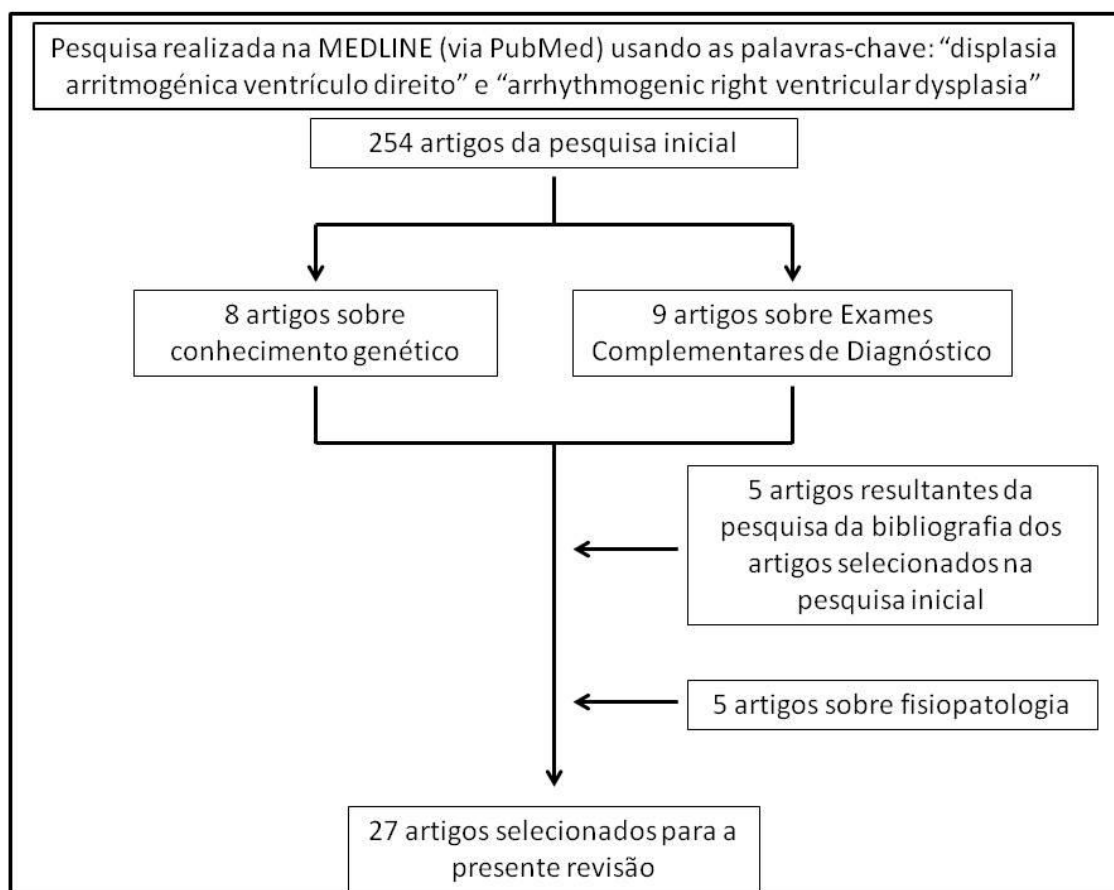 Pesquisa realizada na MEDLINE (via PubMed) usando as palavras-chave: “displasia
arritmogénica ventrículo direito” e “arrhythmogenic right ventricular dysplasia”
254 artigos da pesquisa inicial
8 artigos sobre
conhecimento genético
9 artigos sobre Exames
Complementares de Diagnóstico
5 artigos resultantes da
pesquisa da bibliografia dos
artigos selecionados na
pesquisa inicial
5 artigos sobre fisiopatologia
27 artigos selecionados para a
presente revisão